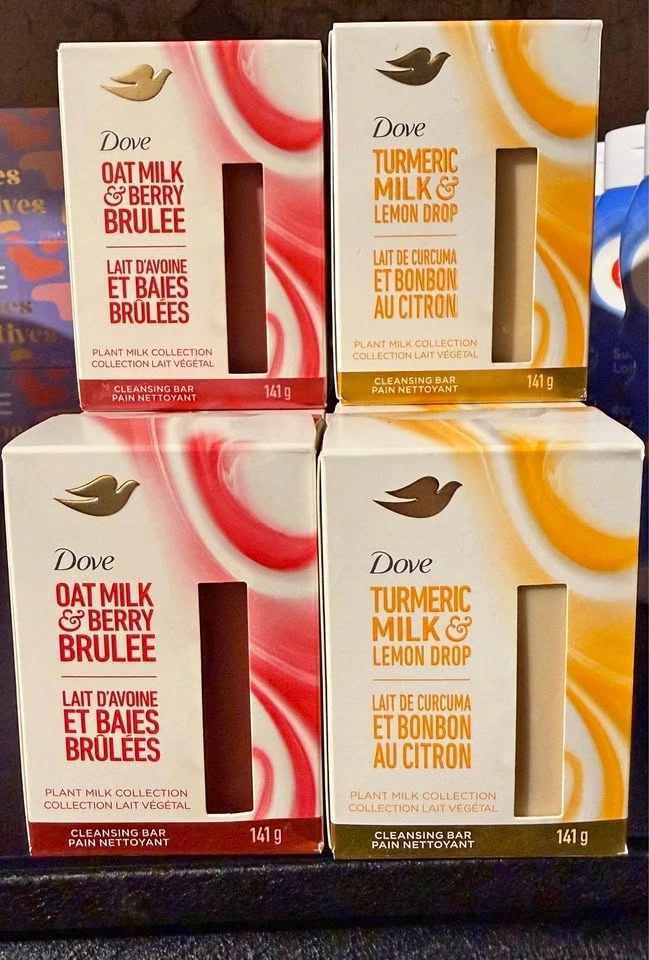 Dove
OAT MILK
& BERRY
BRULEE
LAIT D'AVOINE
ET BAIES
BRÛLÉES
PLANT MILK COLLECTION
COLLECTION LAIT VÉGÉTAL
CLEANSING BAR
PAIN NETTOYANT
141 g
Dove
TURMERIC
MILK &
LEMON DROP
LAIT DE CURCUMA
ET BONBON
AU CITRON
PLANT MILK COLLECTION
COLLECTION LAIT VÉGÉTAL
CLEANSING BAR
PAIN NETTOYANT
141 g
Dove
OAT MILK
& BERRY
BRULEE
LAIT D'AVOINE
ET BAIES
BRÛLÉES
PLANT MILK COLLECTION
COLLECTION LAIT VÉGÉTAL
CLEANSING BAR
PAIN NETTOYANT
141 g
Dove
TURMERIC
MILK &
LEMON DROP
LAIT DE CURCUMA
ET BONBON
AU CITRON
PLANT MILK COLLECTION
COLLECTION LAIT VÉGÉTAL
CLEANSING BAR
PAIN NETTOYANT
141 g